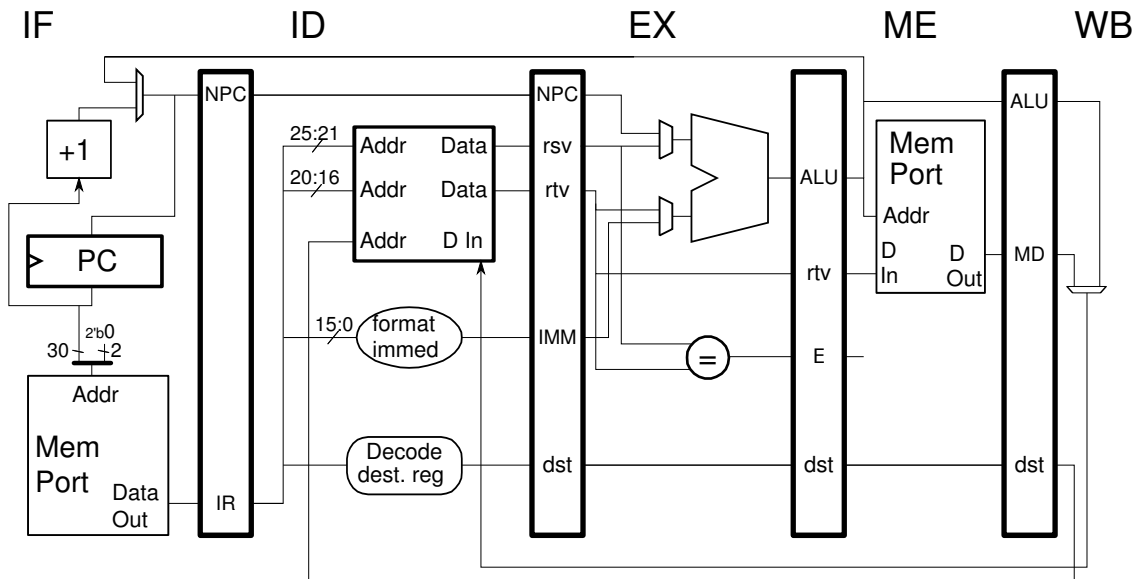 IF ID EX ME WB
NPC NPC ALU
25:21 Addr Data rsv
+1
20:16 Addr Data rtv ALU
Mem
Port
Addr
Addr D In
PC
D
In
D
Out
rtv MD
2'b0
30 2
15:0 format
immed
IMM E
=
Addr
Mem
Port
Data
Out
IR
Decode
dest. reg
dst dst dst